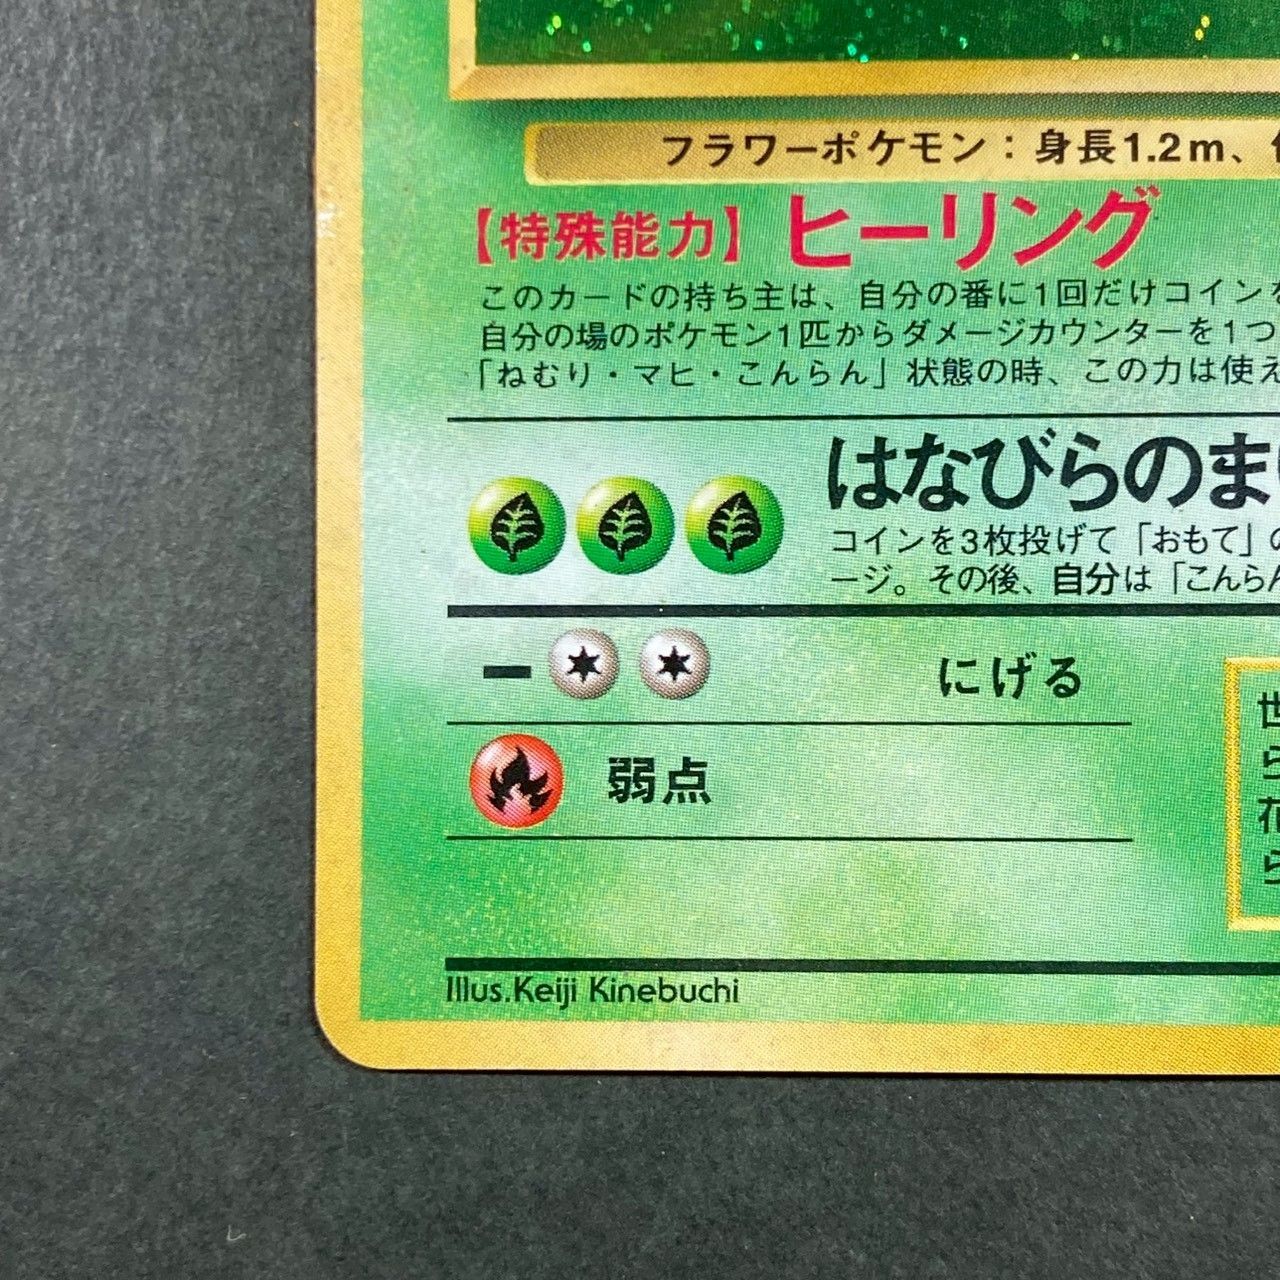 フラワーポケモン：身長1.2m、
【特殊能力】ヒーリング
このカードの持ち主は、自分の番に1回だけコイン
自分の場のポケモン1匹からダメージカウンターを1つ
「ねむり・マヒ・こんらん」状態の時、この力は使え
はなびらのま
コインを3枚投げて「おもて」の
ージ。その後、自分は「こんらん
ー にげる
弱点
世
ら
花
ら
Illus.Keiji Kinebuchi